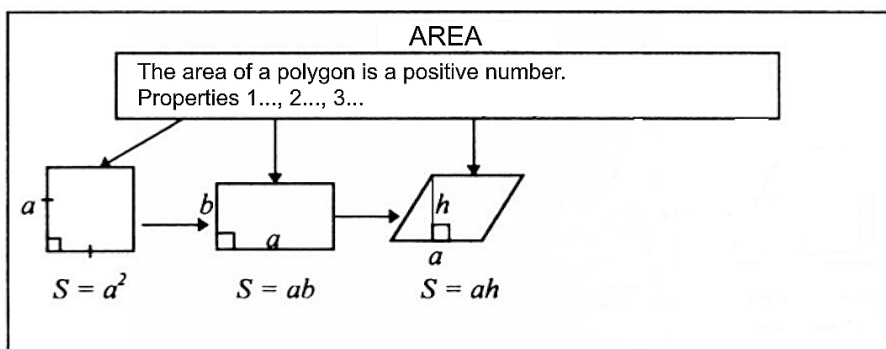 AREA
The area of a polygon is a positive number.
Properties 1..., 2..., 3...
a
b
a
h
a
S = a²
S = ab
S = ah